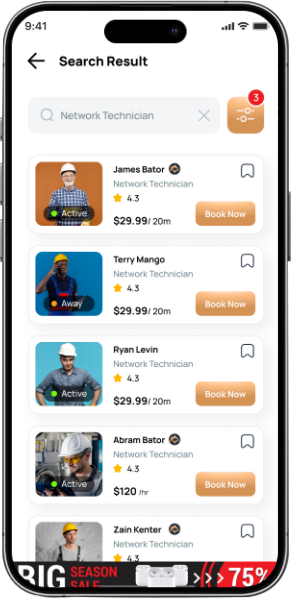 9:41
Search Result
3
Network Technician
James Bator
Network Technician
4.3
Active
$29.99/ 20m
Book Now
Terry Mango
Network Technician
4.3
Away
$29.99/ 20m
Book Now
Ryan Levin
Network Technician
4.3
Active
$29.99/ 20m
Book Now
Abram Bator
Network Technician
4.3
Active
$120 /hr
Book Now
Zain Kenter
Network Technician
4.3
BIG SEASON SALE >>> 75%